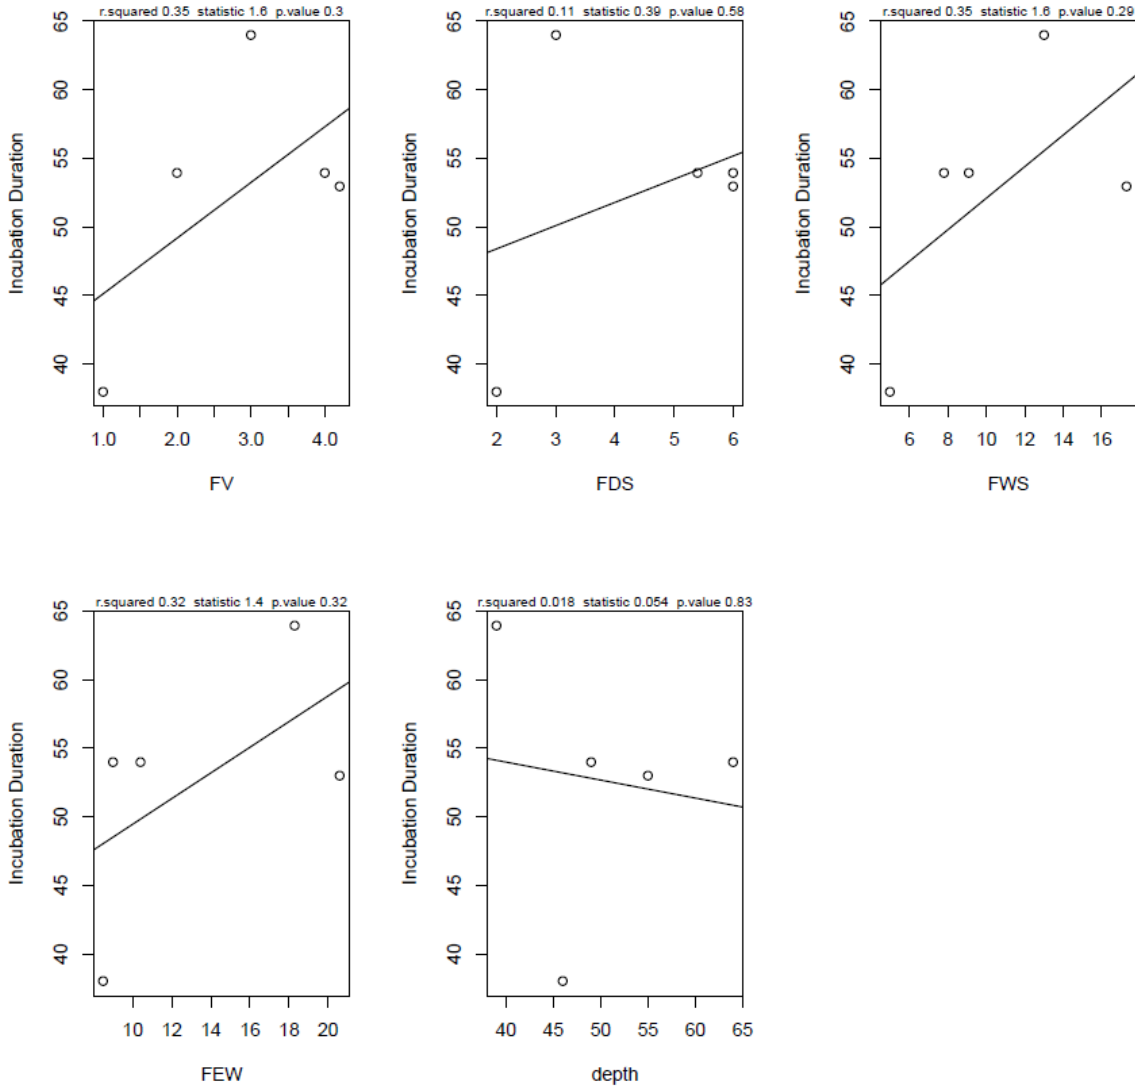 r.squared 0.35 statistic 1.6 p.value 0.3
65
60
55
50
45
40
Incubation Duration
1.0 2.0 3.0 4.0
FV
r.squared 0.11 statistic 0.39 p.value 0.58
65
60
55
50
45
40
Incubation Duration
2 3 4 5 6
FDS
r.squared 0.35 statistic 1.6 p.value 0.29
65
60
55
50
45
40
Incubation Duration
6 8 10 12 14 16
FWS
r.squared 0.32 statistic 1.4 p.value 0.32
65
60
55
50
45
40
Incubation Duration
10 12 14 16 18 20
FEW
r.squared 0.018 statistic 0.054 p.value 0.83
65
60
55
50
45
40
Incubation Duration
40 45 50 55 60 65
depth